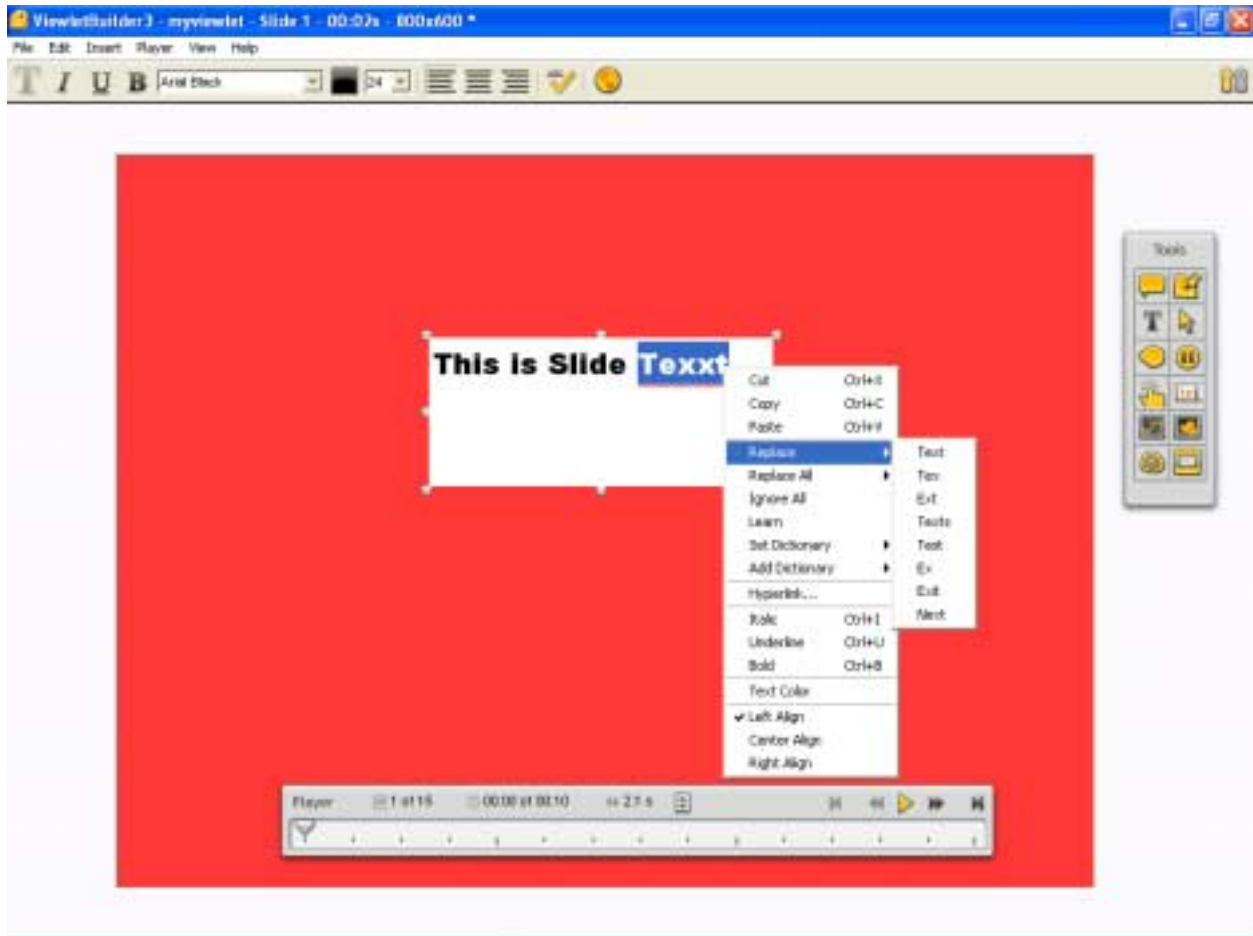 ViewletBuilder3 - myviewlet - Slide 1 - 00:02s - 800x600 *
File Edit Insert Player View Help
T I U B Arial Black 24
Tools
This is Slide Texxt
T
Cut Ctrl+X
Copy Ctrl+C
Paste Ctrl+V
Replace Text
Replace All Tex
Ignore All Ext
Learn Texts
Set Dictionary Test
Add Dictionary Ex
Hyperlink... Exit
Italic Ctrl+I Next
Underline Ctrl+U
Bold Ctrl+B
Text Color
Left Align
Center Align
Right Align
Player 1 of 16 00:00 of 00:10 2.1 s